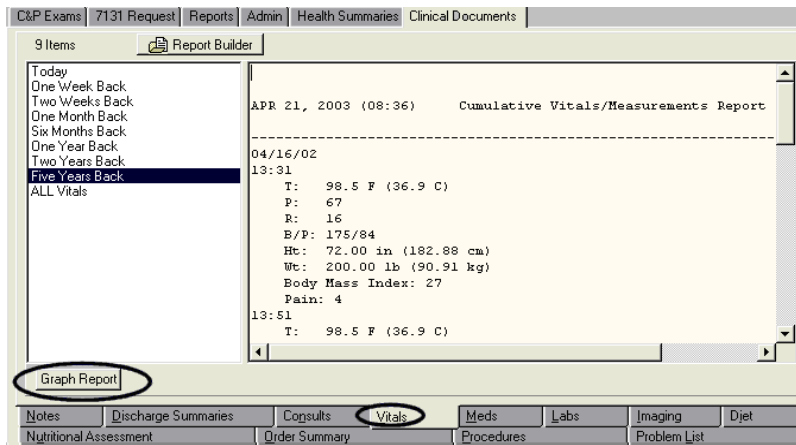 C&P Exams 7131 Request Reports Admin Health Summaries Clinical Documents
9 Items Report Builder
Today
One Week Back
Two Weeks Back
One Month Back
Six Months Back
One Year Back
Two Years Back
Five Years Back
ALL Vitals
APR 21, 2003 (08:36) Cumulative Vitals/Measurements Report
--------------------------------------------------------------------------
04/16/02
13:31
T: 98.5 F (36.9 C)
P: 67
R: 16
B/P: 175/84
Ht: 72.00 in (182.88 cm)
Wt: 200.00 lb (90.91 kg)
Body Mass Index: 27
Pain: 4
13:51
T: 98.5 F (36.9 C)
Graph Report
Notes Discharge Summaries Consults Vitals Meds Labs Imaging Diet
Nutritional Assessment Order Summary Procedures Problem List